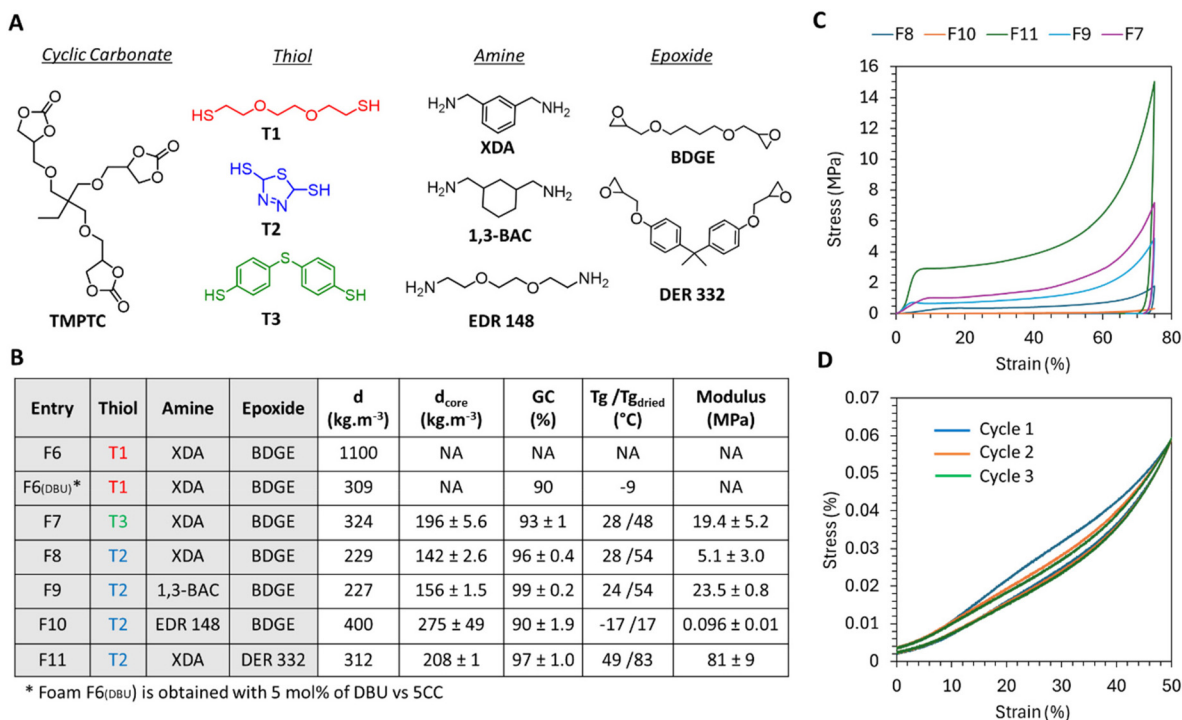 A
Cyclic Carbonate
Thiol
Amine
Epoxide
O
O
O
O
O
O
O
O
O
O
O
O
TMPTC
HS
O
O
SH
T1
HS
S
SH
N
N
T2
S
HS
SH
T3
H2N
NH2
XDA
H2N
NH2
1,3-BAC
H2N
O
O
NH2
EDR 148
O
O
O
O
BDGE
O
O
O
O
DER 332
B
Entry Thiol Amine Epoxide d (kg.m-3) dcore (kg.m-3) GC (%) Tg /Tgdried (°C) Modulus (MPa)
F6 T1 XDA BDGE 1100 NA NA NA NA
F6(DBU)* T1 XDA BDGE 309 NA 90 -9 NA
F7 T3 XDA BDGE 324 196 ± 5.6 93 ± 1 28 /48 19.4 ± 5.2
F8 T2 XDA BDGE 229 142 ± 2.6 96 ± 0.4 28 /54 5.1 ± 3.0
F9 T2 1,3-BAC BDGE 227 156 ± 1.5 99 ± 0.2 24 /54 23.5 ± 0.8
F10 T2 EDR 148 BDGE 400 275 ± 49 90 ± 1.9 -17 /17 0.096 ± 0.01
F11 T2 XDA DER 332 312 208 ± 1 97 ± 1.0 49 /83 81 ± 9
* Foam F6(DBU) is obtained with 5 mol% of DBU vs 5CC
C
F8 F10 F11 F9 F7
Stress (MPa)
16
14
12
10
8
6
4
2
0
0 20 40 60 80
Strain (%)
D
Cycle 1
Cycle 2
Cycle 3
Stress (%)
0.07
0.06
0.05
0.04
0.03
0.02
0.01
0
0 10 20 30 40 50
Strain (%)